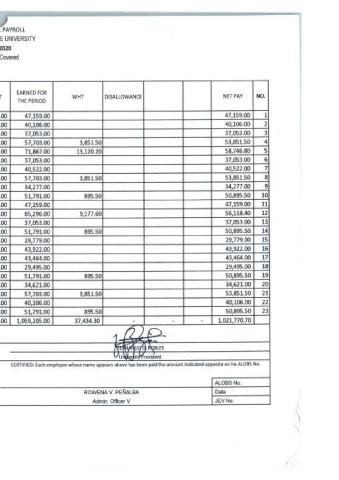 PAYROLL
E UNIVERSITY
2020
Covered
EARNED FOR THE PERIOD WHT DISALLOWANCE NET PAY NO.
.00 47,159.00 47,159.00 1
.00 40,106.00 40,106.00 2
.00 37,053.00 37,053.00 3
.00 57,703.00 3,851.50 53,851.50 4
.00 71,867.00 13,120.20 58,746.80 5
.00 37,053.00 37,053.00 6
.00 40,522.00 40,522.00 7
.00 57,703.00 3,851.50 53,851.50 8
.00 34,277.00 34,277.00 9
.00 51,791.00 895.50 50,895.50 10
.00 47,159.00 47,159.00 11
.00 65,296.00 9,177.60 56,118.40 12
.00 37,053.00 37,053.00 13
.00 51,791.00 895.50 50,895.50 14
.00 29,779.00 29,779.00 15
.00 43,922.00 43,922.00 16
.00 43,464.00 43,464.00 17
.00 29,495.00 29,495.00 18
.00 51,791.00 895.50 50,895.50 19
.00 34,621.00 34,621.00 20
.00 57,703.00 3,851.50 53,851.50 21
.00 40,106.00 40,106.00 22
.00 51,791.00 895.50 50,895.50 23
.00 1,059,205.00 37,434.30 - - - 1,021,770.70
ROBLES
University President
CERTIFIED: Each employee whose name appears above has been paid the amount indicated opposite on his ALOBS No.
ALOBS No.
ROWENA V. PEÑALBA Date
Admin. Officer V JEV No.